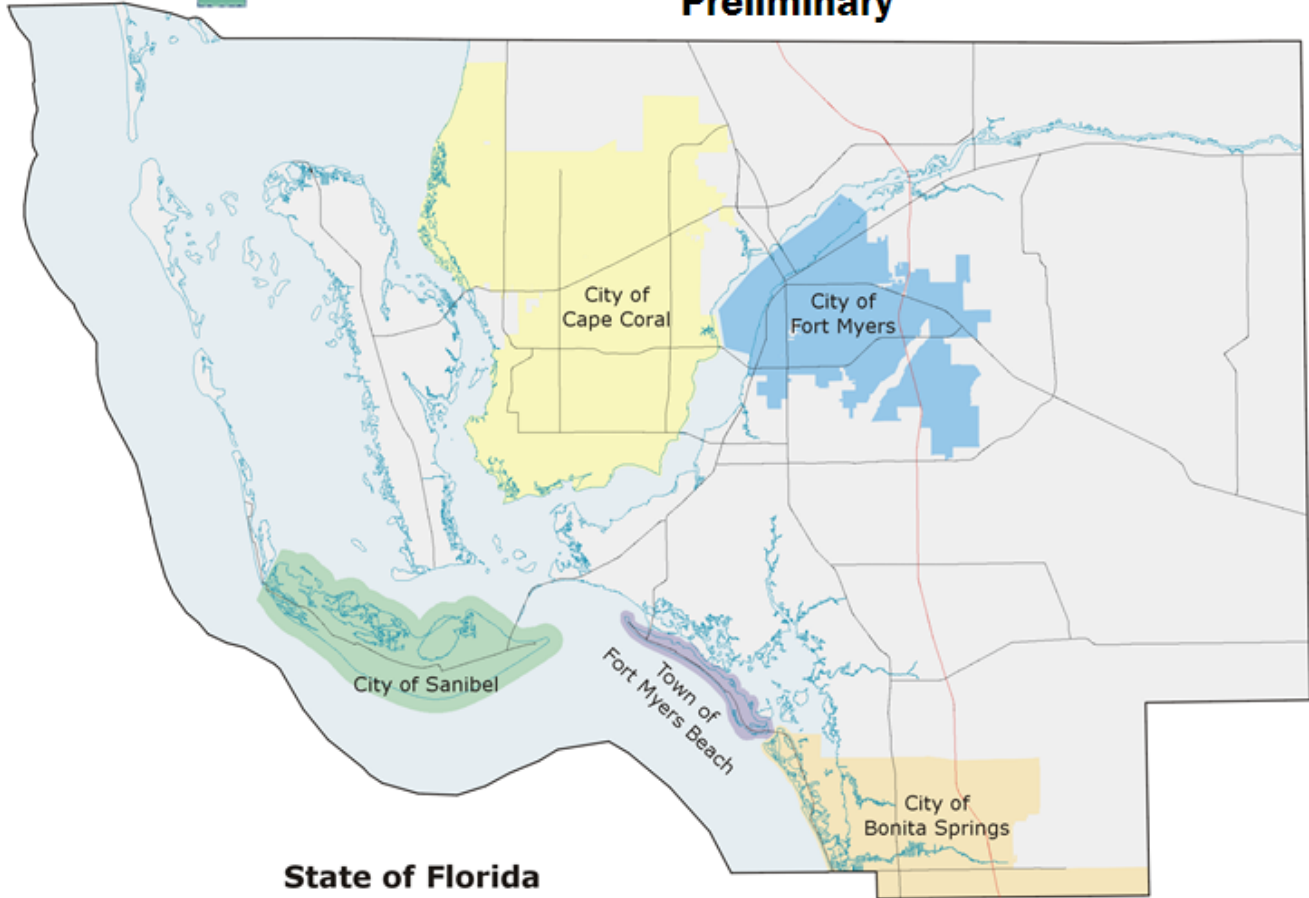 Preliminary
City of
Cape Coral
City of
Fort Myers
City of Sanibel
Town of
Fort Myers Beach
City of
Bonita Springs
State of Florida